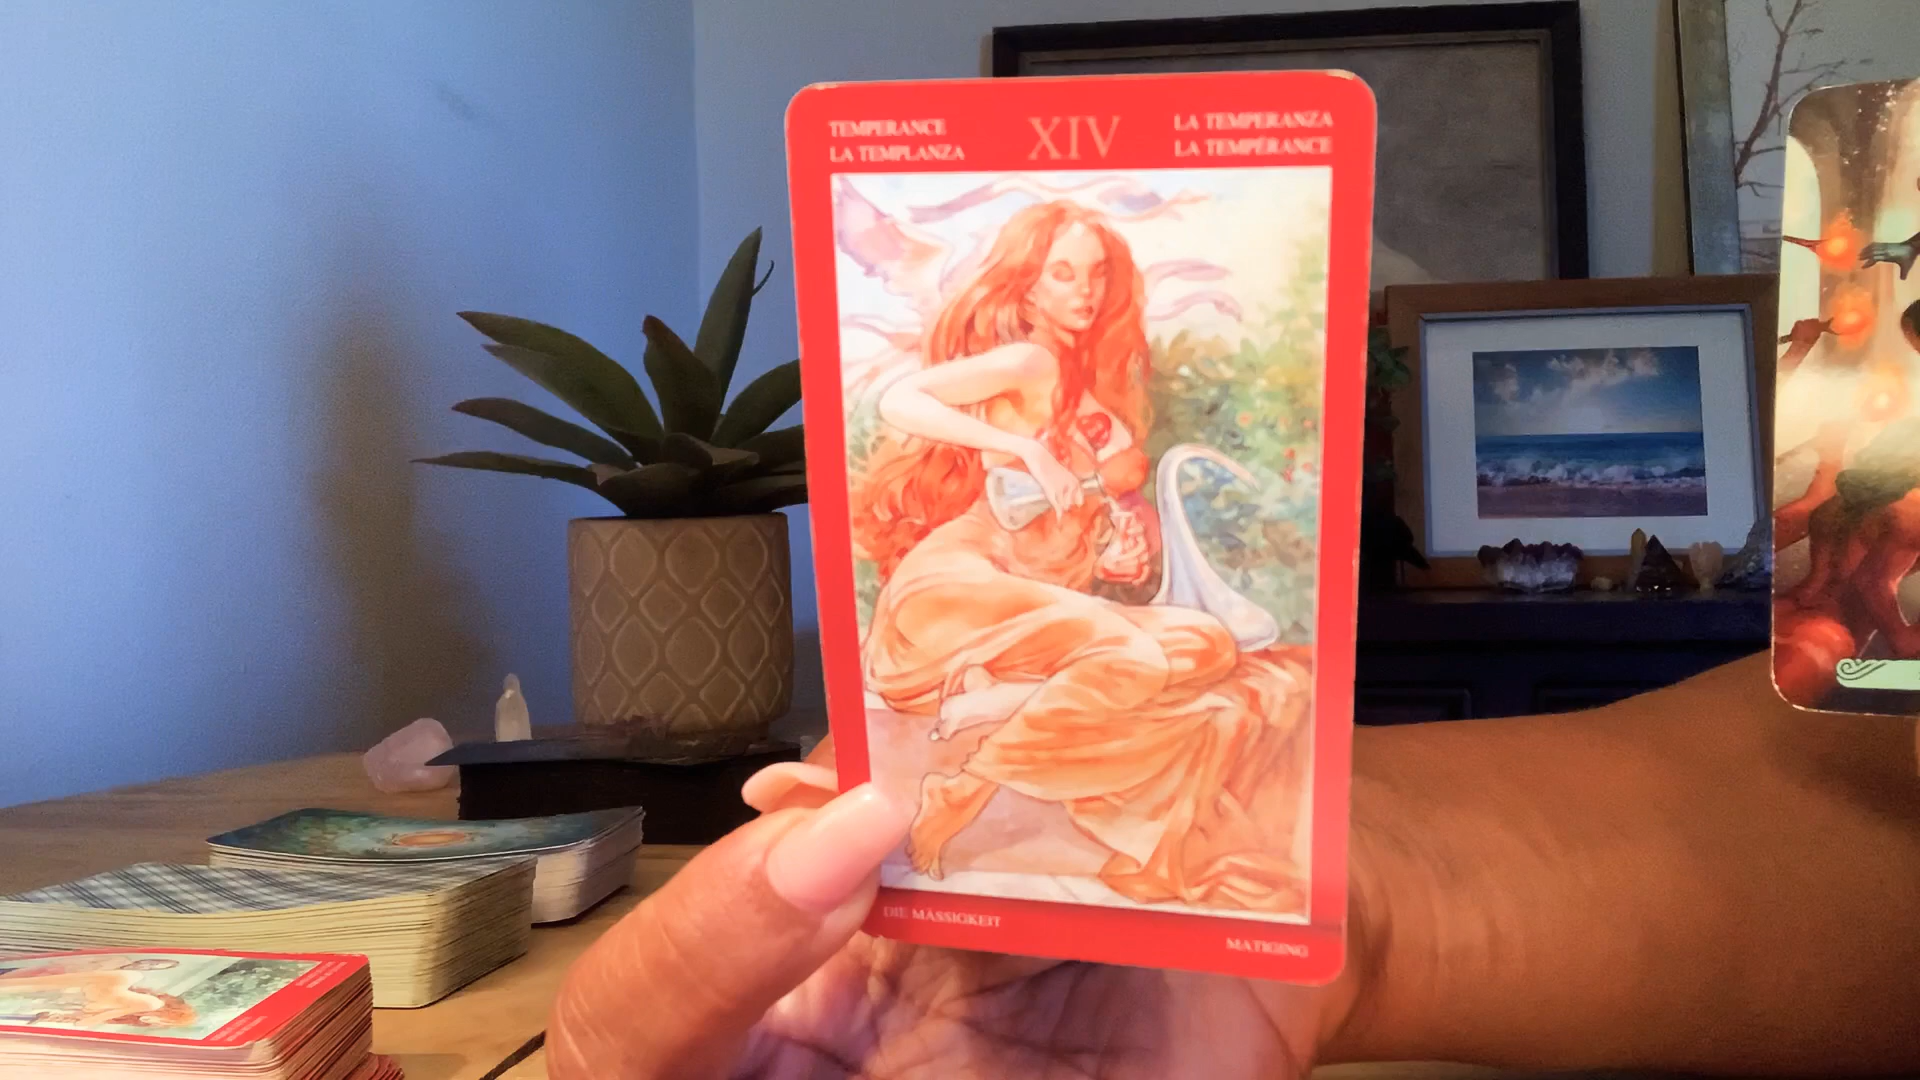 TEMPERANCE
LA TEMPLANZA
XIV
LA TEMPERANZA
LA TEMPÉRANCE
DIE MÄSSIGKEIT
MATIGING